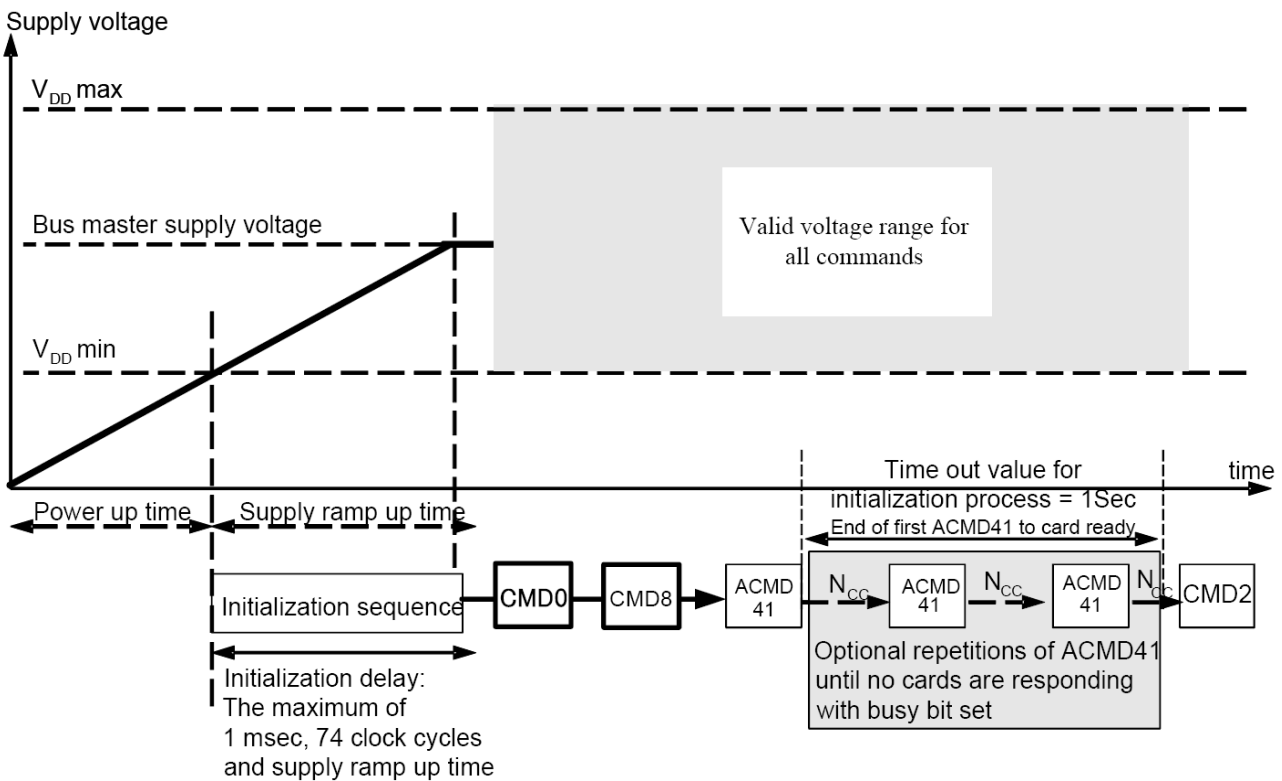 Supply voltage
V_DD max
Bus master supply voltage
Valid voltage range for
all commands
V_DD min
Time out value for
time
initialization process = 1Sec
Power up time
Supply ramp up time
End of first ACMD41 to card ready
Initialization sequence
CMD0
CMD8
ACMD
41
N_CC
ACMD
41
N_CC
ACMD
41
N_CC
CMD2
Optional repetitions of ACMD41
until no cards are responding
with busy bit set
Initialization delay:
The maximum of
1 msec, 74 clock cycles
and supply ramp up time